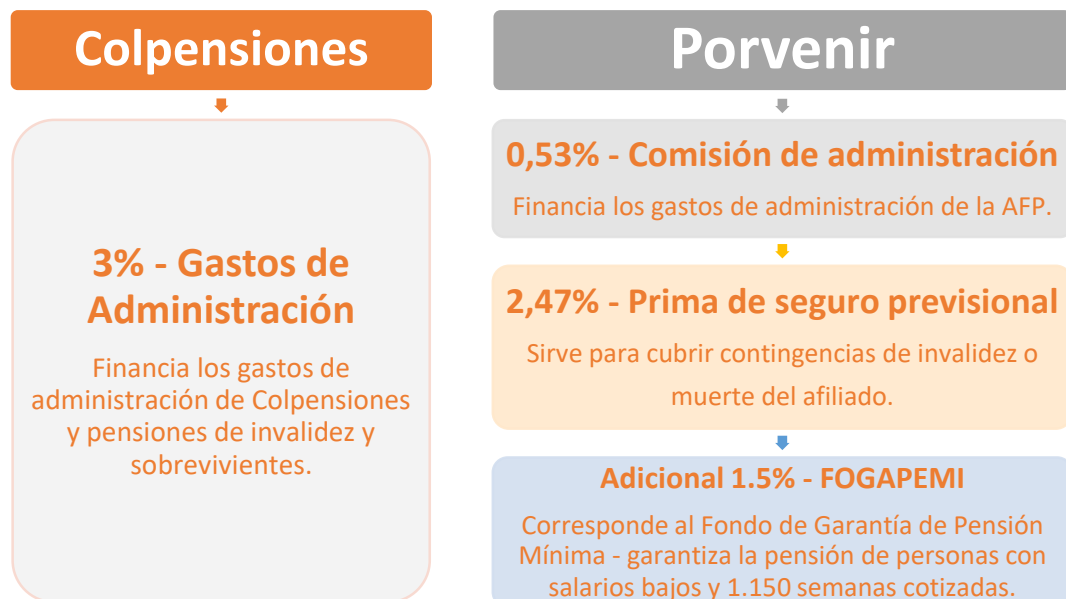 Colpensiones
3% - Gastos de
Administración
Financia los gastos de
administración de Colpensiones
y pensiones de invalidez y
sobrevivientes.
Porvenir
0,53% - Comisión de administración
Financia los gastos de administración de la AFP.
2,47% - Prima de seguro previsional
Sirve para cubrir contingencias de invalidez o
muerte del afiliado.
Adicional 1.5% - FOGAPEMI
Corresponde al Fondo de Garantía de Pensión
Mínima - garantiza la pensión de personas con
salarios bajos y 1.150 semanas cotizadas.